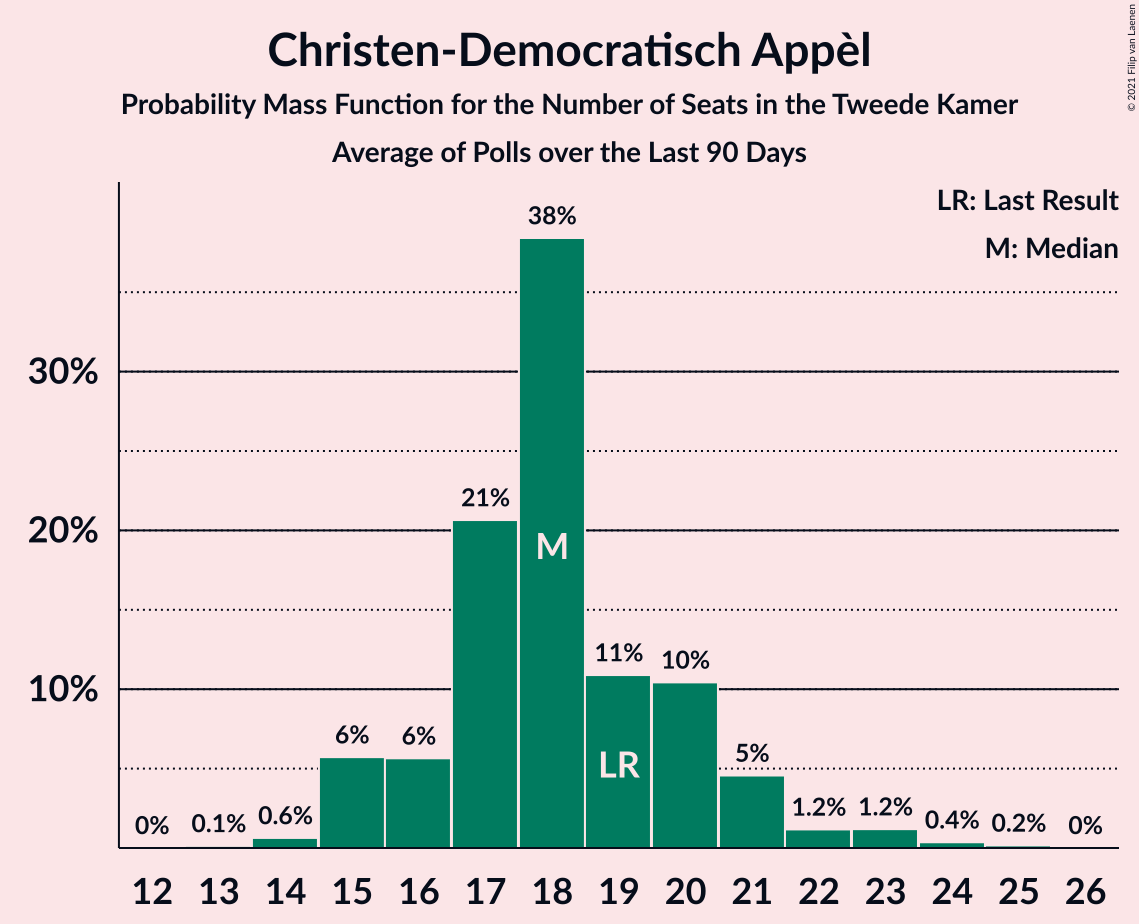 Christen-Democratisch Appèl
Probability Mass Function for the Number of Seats in the Tweede Kamer
Average of Polls over the Last 90 Days
© 2021 Filip van Laenen
LR: Last Result
M: Median
38%
30%
21%
20%
M
11%
10%
10%
6%
6%
LR
5%
0%
0.1%
0.6%
1.2%
1.2%
0.4%
0.2%
0%
12 13 14 15 16 17 18 19 20 21 22 23 24 25 26